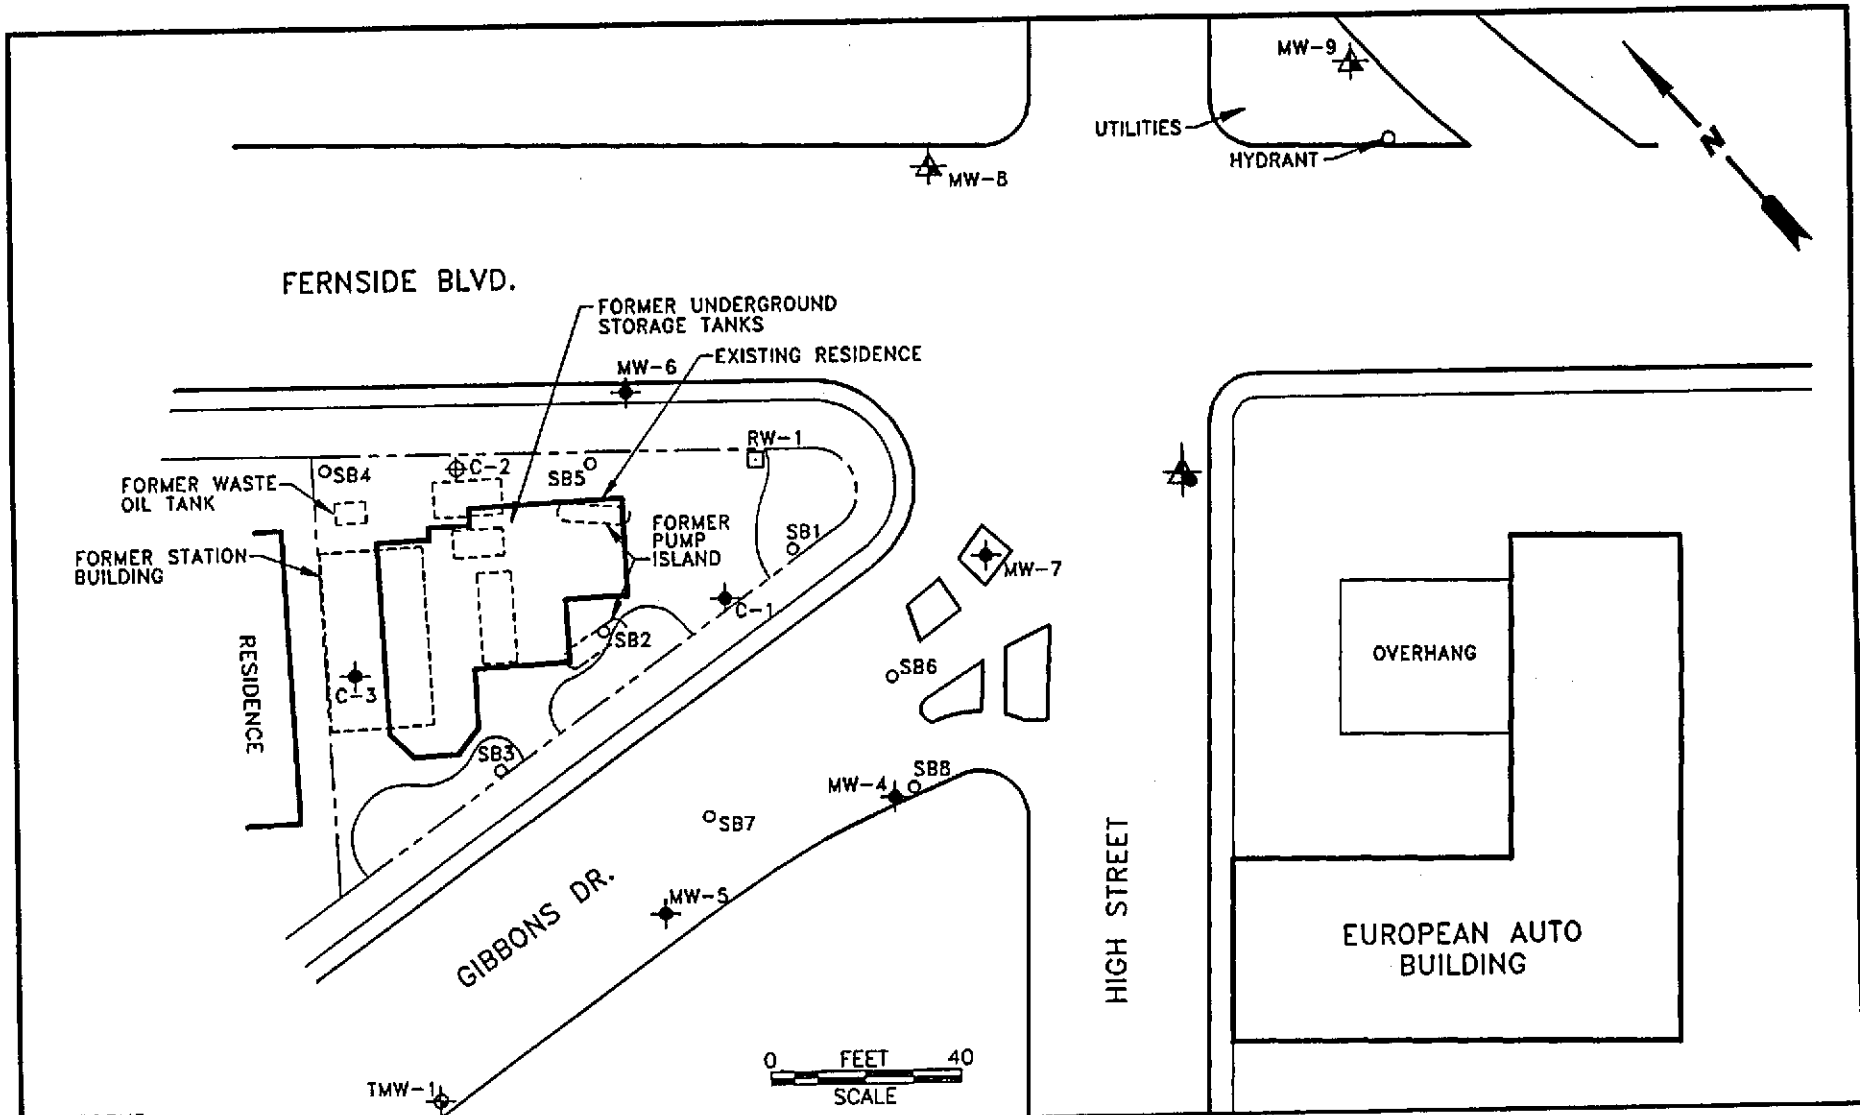 MW-9
UTILITIES
HYDRANT
N
MW-8
FERNSIDE BLVD.
FORMER UNDERGROUND
STORAGE TANKS
EXISTING RESIDENCE
MW-6
RW-1
SB4
C-2
SB5
FORMER WASTE
OIL TANK
FORMER
PUMP
ISLAND
SB1
FORMER STATION
BUILDING
MW-7
C-1
SB2
RESIDENCE
OVERHANG
SB6
C-3
SB3
MW-4
SB8
SB7
MW-5
GIBBONS DR.
HIGH STREET
EUROPEAN AUTO
BUILDING
0 FEET 40
SCALE
TMW-1